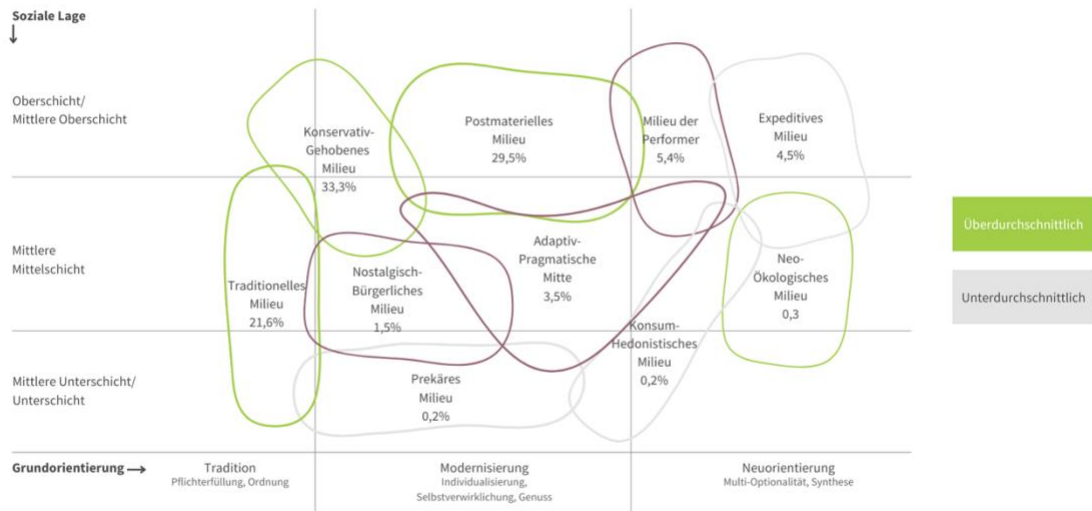 Soziale Lage
Oberschicht/
Mittlere Oberschicht
Konservativ-
Gehobenes
Milieu
33,3%
Postmaterielles
Milieu
29,5%
Milieu der
Performer
5,4%
Expeditives
Milieu
4,5%
Mittlere
Mittelschicht
Traditionelles
Milieu
21,6%
Nostalgisch-
Bürgerliches
Milieu
1,5%
Adaptiv-
Pragmatische
Mitte
3,5%
Neo-
Ökologisches
Milieu
0,3
Konsum-
Hedonistisches
Milieu
0,2%
Mittlere Unterschicht/
Unterschicht
Prekäres
Milieu
0,2%
Überdurchschnittlich
Unterdurchschnittlich
Grundorientierung
Tradition
Pflichterfüllung, Ordnung
Modernisierung
Individualisierung,
Selbstverwirklichung, Genuss
Neuorientierung
Multi-Optionalität, Synthese